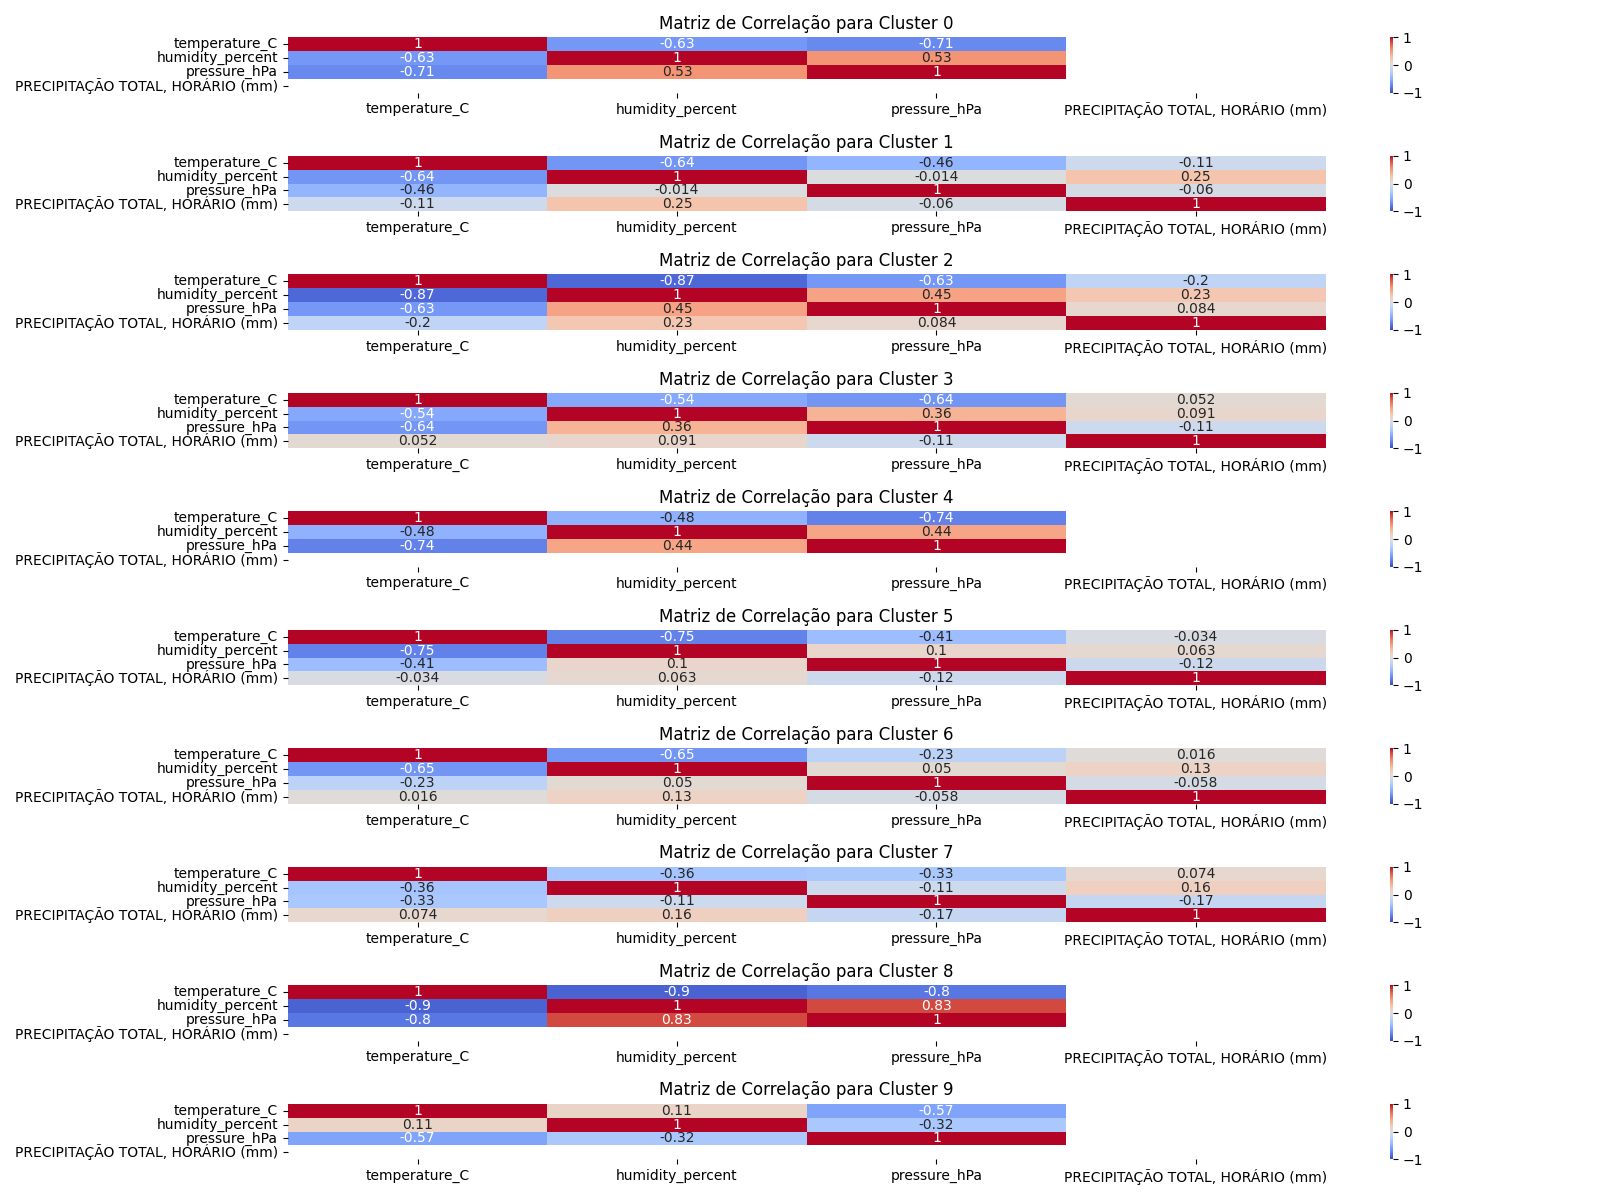 Matriz de Correlação para Cluster 0
temperature_C 1 -0.63 -0.71 1
humidity_percent -0.63 1 0.53 0
pressure_hPa -0.71 0.53 1
PRECIPITAÇÃO TOTAL, HORÁRIO (mm) −1
temperature_C humidity_percent pressure_hPa PRECIPITAÇÃO TOTAL, HORÁRIO (mm)
Matriz de Correlação para Cluster 1
temperature_C 1 -0.64 -0.46 -0.11 1
humidity_percent -0.64 1 -0.014 0.25 0
pressure_hPa -0.46 -0.014 1 -0.06
PRECIPITAÇÃO TOTAL, HORÁRIO (mm) -0.11 0.25 -0.06 1 −1
temperature_C humidity_percent pressure_hPa PRECIPITAÇÃO TOTAL, HORÁRIO (mm)
Matriz de Correlação para Cluster 2
temperature_C 1 -0.87 -0.63 -0.2 1
humidity_percent -0.87 1 0.45 0.23 0
pressure_hPa -0.63 0.45 1 0.084
PRECIPITAÇÃO TOTAL, HORÁRIO (mm) -0.2 0.23 0.084 1 −1
temperature_C humidity_percent pressure_hPa PRECIPITAÇÃO TOTAL, HORÁRIO (mm)
Matriz de Correlação para Cluster 3
temperature_C 1 -0.54 -0.64 0.052 1
humidity_percent -0.54 1 0.36 0.091 0
pressure_hPa -0.64 0.36 1 -0.11
PRECIPITAÇÃO TOTAL, HORÁRIO (mm) 0.052 0.091 -0.11 1 −1
temperature_C humidity_percent pressure_hPa PRECIPITAÇÃO TOTAL, HORÁRIO (mm)
Matriz de Correlação para Cluster 4
temperature_C 1 -0.48 -0.74 1
humidity_percent -0.48 1 0.44 0
pressure_hPa -0.74 0.44 1
PRECIPITAÇÃO TOTAL, HORÁRIO (mm) −1
temperature_C humidity_percent pressure_hPa PRECIPITAÇÃO TOTAL, HORÁRIO (mm)
Matriz de Correlação para Cluster 5
temperature_C 1 -0.75 -0.41 -0.034 1
humidity_percent -0.75 1 0.1 0.063 0
pressure_hPa -0.41 0.1 1 -0.12
PRECIPITAÇÃO TOTAL, HORÁRIO (mm) -0.034 0.063 -0.12 1 −1
temperature_C humidity_percent pressure_hPa PRECIPITAÇÃO TOTAL, HORÁRIO (mm)
Matriz de Correlação para Cluster 6
temperature_C 1 -0.65 -0.23 0.016 1
humidity_percent -0.65 1 0.05 0.13 0
pressure_hPa -0.23 0.05 1 -0.058
PRECIPITAÇÃO TOTAL, HORÁRIO (mm) 0.016 0.13 -0.058 1 −1
temperature_C humidity_percent pressure_hPa PRECIPITAÇÃO TOTAL, HORÁRIO (mm)
Matriz de Correlação para Cluster 7
temperature_C 1 -0.36 -0.33 0.074 1
humidity_percent -0.36 1 -0.11 0.16 0
pressure_hPa -0.33 -0.11 1 -0.17
PRECIPITAÇÃO TOTAL, HORÁRIO (mm) 0.074 0.16 -0.17 1 −1
temperature_C humidity_percent pressure_hPa PRECIPITAÇÃO TOTAL, HORÁRIO (mm)
Matriz de Correlação para Cluster 8
temperature_C 1 -0.9 -0.8 1
humidity_percent -0.9 1 0.83 0
pressure_hPa -0.8 0.83 1
PRECIPITAÇÃO TOTAL, HORÁRIO (mm) −1
temperature_C humidity_percent pressure_hPa PRECIPITAÇÃO TOTAL, HORÁRIO (mm)
Matriz de Correlação para Cluster 9
temperature_C 1 0.11 -0.57 1
humidity_percent 0.11 1 -0.32 0
pressure_hPa -0.57 -0.32 1
PRECIPITAÇÃO TOTAL, HORÁRIO (mm) −1
temperature_C humidity_percent pressure_hPa PRECIPITAÇÃO TOTAL, HORÁRIO (mm)